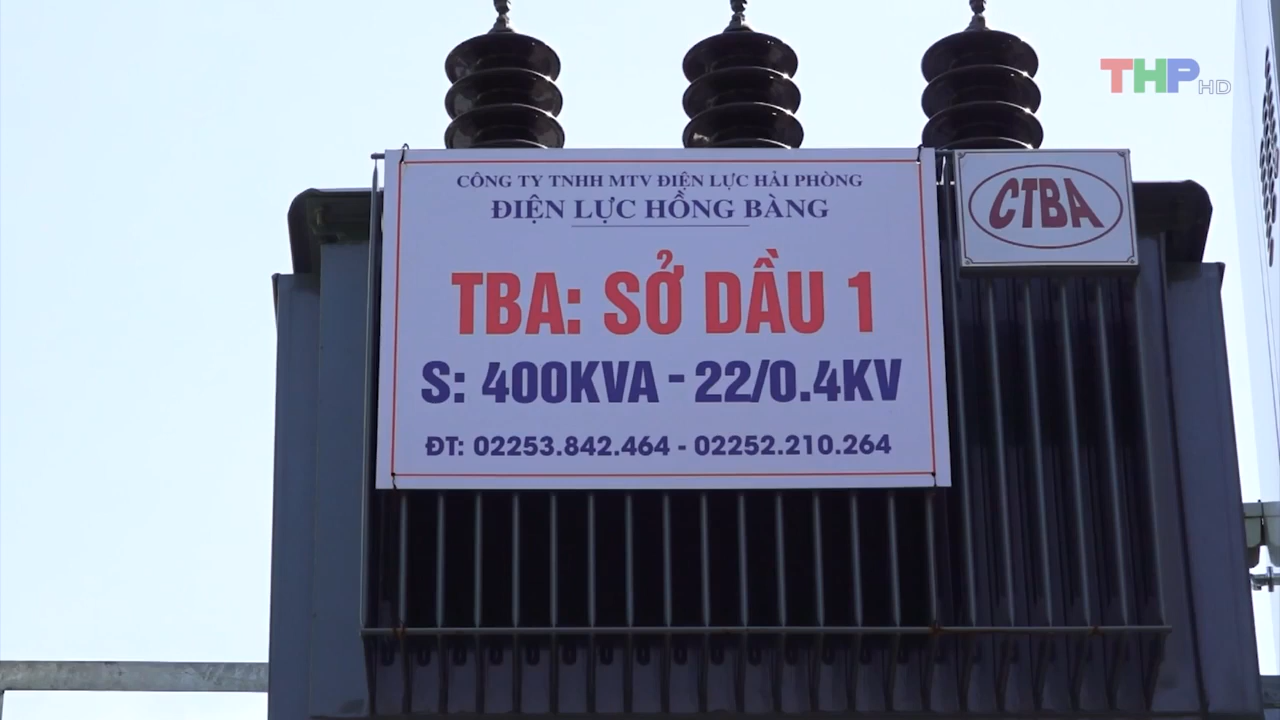 THP HD
CÔNG TY TNHH MTV ĐIỆN LỰC HẢI PHÒNG
ĐIỆN LỰC HỒNG BÀNG
CTBA
TBA: SỞ DẦU 1
S: 400KVA - 22/0.4KV
ĐT: 02253.842.464 - 02252.210.264